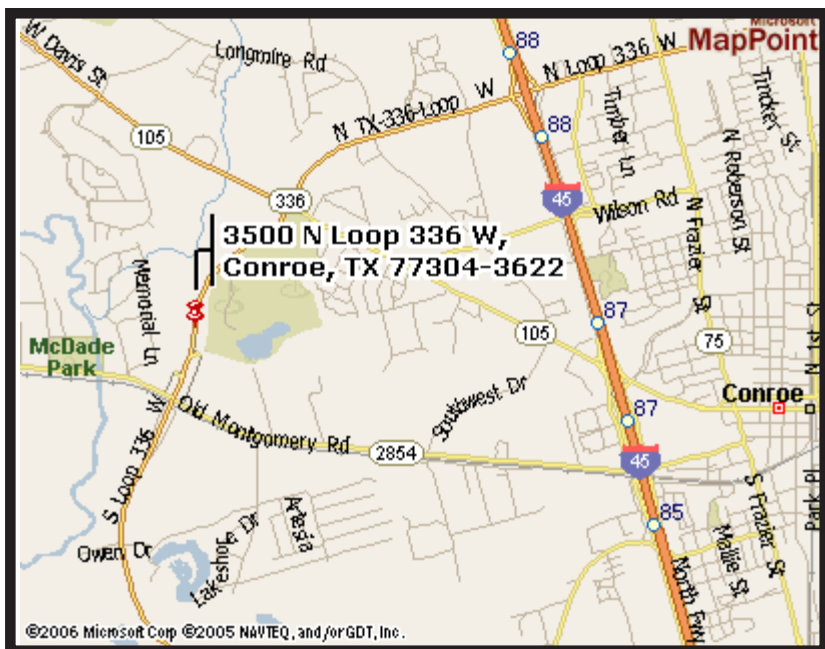 88
Microsoft
MapPoint
W Davis St
Longmire Rd
N Loop 336 W
N TX-336-Loop W
88
Timber Ln
Tincker St
N Roberson St
105
336
45
Wilson Rd
N Frazier St
3500 N Loop 336 W,
Conroe, TX 77304-3622
Memorial Ln
87
105
75
N 1st St
McDade
Park
Conroe
Southwest Dr
Old Montgomery Rd
87
2854
45
S Loop 336 W
Artesia
85
S Frazier St
Park Pl
Owen Dr
Lakeshore Dr
Mallie St
North Fwy
©2006 Microsoft Corp ©2005 NAVTEQ, and/or GDT, Inc.